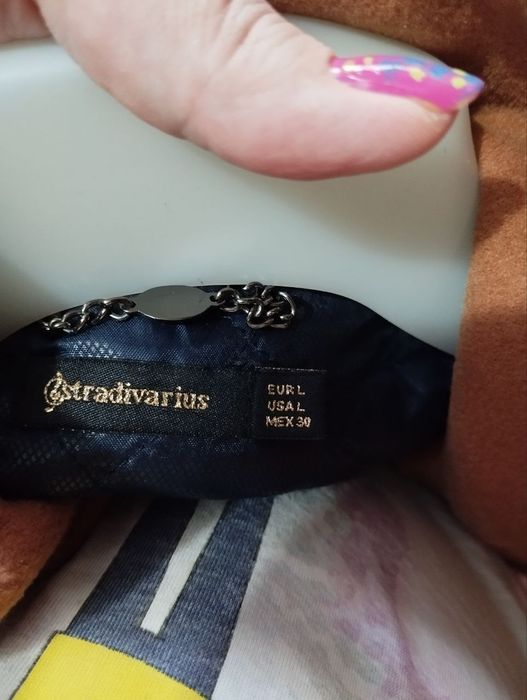 stradivarius
EUR L
USA L
MEX 30